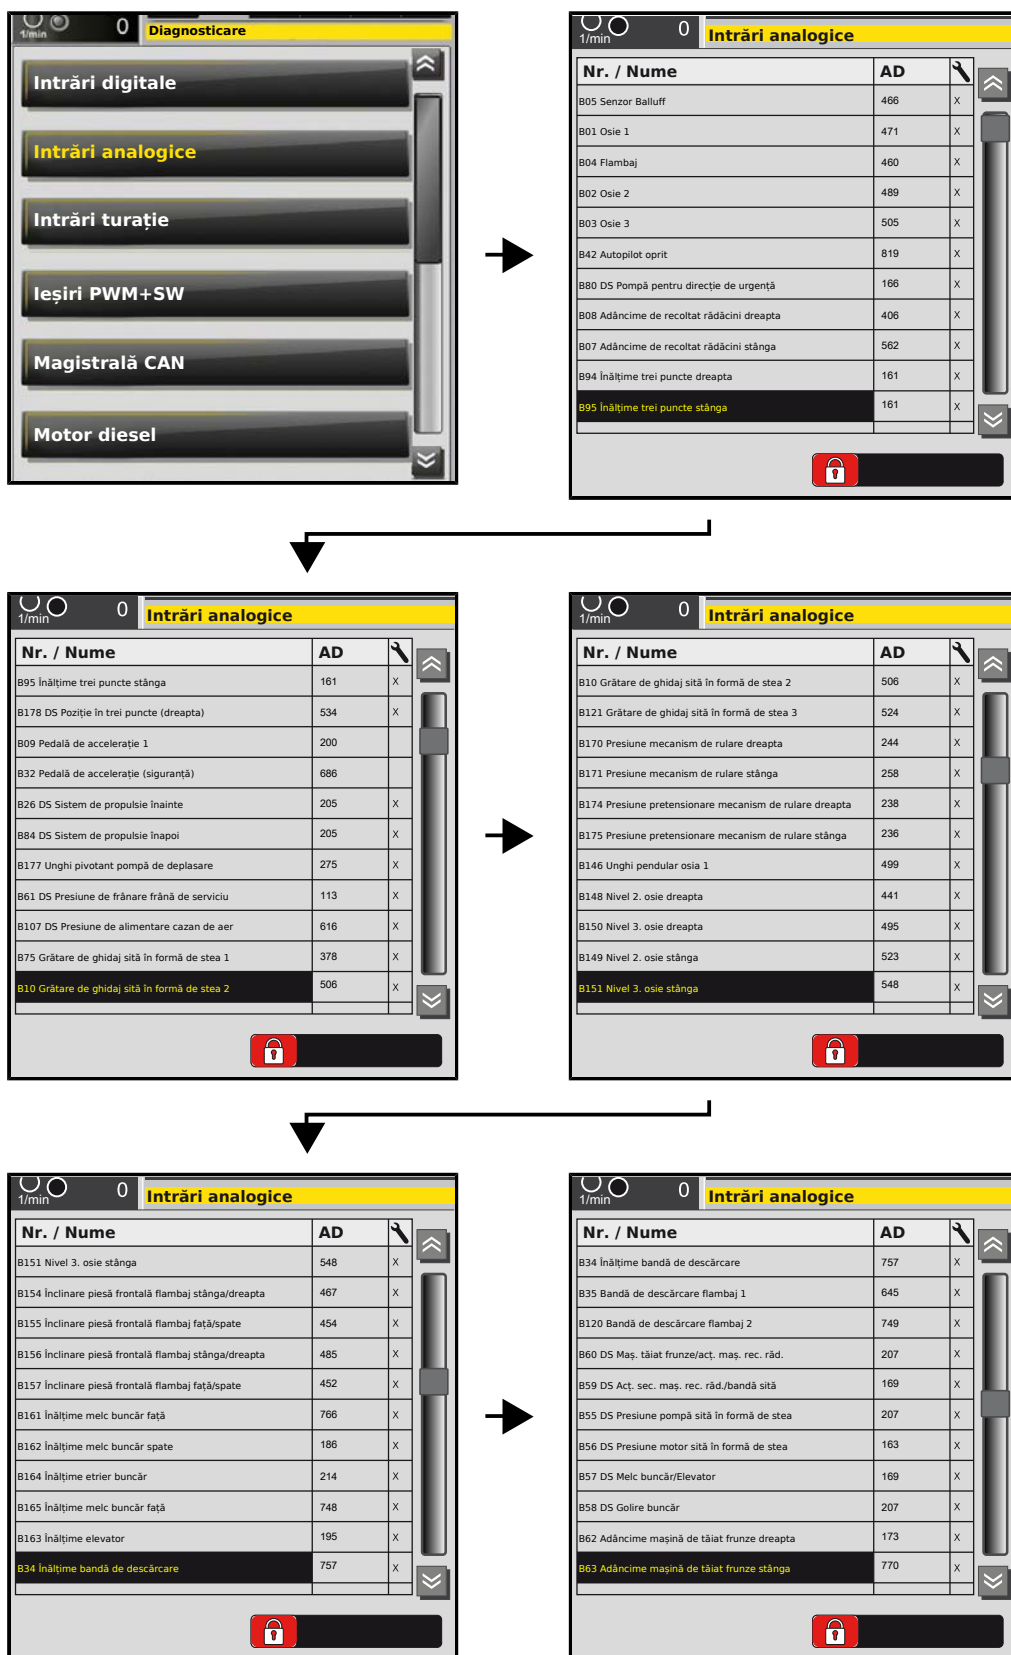 1/min 0 Diagnosticare
Intrări digitale
Intrări analogice
Intrări turație
Ieșiri PWM+SW
Magistrală CAN
Motor diesel
1/min 0 Intrări analogice
Nr. / Nume AD
B05 Senzor Balluff 466 X
B01 Osie 1 471 X
B04 Flambaj 460 X
B02 Osie 2 489 X
B03 Osie 3 505 X
B42 Autopilot oprit 819 X
B80 DS Pompă pentru direcție de urgență 166 X
B08 Adâncime de recoltat rădăcini dreapta 406 X
B07 Adâncime de recoltat rădăcini stânga 562 X
B94 Înălțime trei puncte dreapta 161 X
B95 Înălțime trei puncte stânga 161 X
1/min 0 Intrări analogice
Nr. / Nume AD
B95 Înălțime trei puncte stânga 161 X
B178 DS Poziție în trei puncte (dreapta) 534 X
B09 Pedală de accelerație 1 200
B32 Pedală de accelerație (siguranță) 686
B26 DS Sistem de propulsie înainte 205 X
B84 DS Sistem de propulsie înapoi 205 X
B177 Unghi pivotant pompă de deplasare 275 X
B61 DS Presiune de frânare frână de serviciu 113 X
B107 DS Presiune de alimentare cazan de aer 616 X
B75 Grătare de ghidaj sită în formă de stea 1 378 X
B10 Grătare de ghidaj sită în formă de stea 2 506 X
1/min 0 Intrări analogice
Nr. / Nume AD
B10 Grătare de ghidaj sită în formă de stea 2 506 X
B121 Grătare de ghidaj sită în formă de stea 3 524 X
B170 Presiune mecanism de rulare dreapta 244 X
B171 Presiune mecanism de rulare stânga 258 X
B174 Presiune pretensionare mecanism de rulare dreapta 238 X
B175 Presiune pretensionare mecanism de rulare stânga 236 X
B146 Unghi pendular osia 1 499 X
B148 Nivel 2. osie dreapta 441 X
B150 Nivel 3. osie dreapta 495 X
B149 Nivel 2. osie stânga 523 X
B151 Nivel 3. osie stânga 548 X
1/min 0 Intrări analogice
Nr. / Nume AD
B151 Nivel 3. osie stânga 548 X
B154 Înclinare piesă frontală flambaj stânga/dreapta 467 X
B155 Înclinare piesă frontală flambaj față/spate 454 X
B156 Înclinare piesă frontală flambaj stânga/dreapta 485 X
B157 Înclinare piesă frontală flambaj față/spate 452 X
B161 Înălțime melc buncăr față 766 X
B162 Înălțime melc buncăr spate 186 X
B164 Înălțime etrier buncăr 214 X
B165 Înălțime melc buncăr față 748 X
B163 Înălțime elevator 195 X
B34 Înălțime bandă de descărcare 757 X
1/min 0 Intrări analogice
Nr. / Nume AD
B34 Înălțime bandă de descărcare 757 X
B35 Bandă de descărcare flambaj 1 645 X
B120 Bandă de descărcare flambaj 2 749 X
B60 DS Maș. tăiat frunze/acț. maș. rec. răd. 207 X
B59 DS Acț. sec. maș. rec. răd./bandă sită 169 X
B55 DS Presiune pompă sită în formă de stea 207 X
B56 DS Presiune motor sită în formă de stea 163 X
B57 DS Melc buncăr/Elevator 169 X
B58 DS Golire buncăr 207 X
B62 Adâncime mașină de tăiat frunze dreapta 173 X
B63 Adâncime mașină de tăiat frunze stânga 770 X